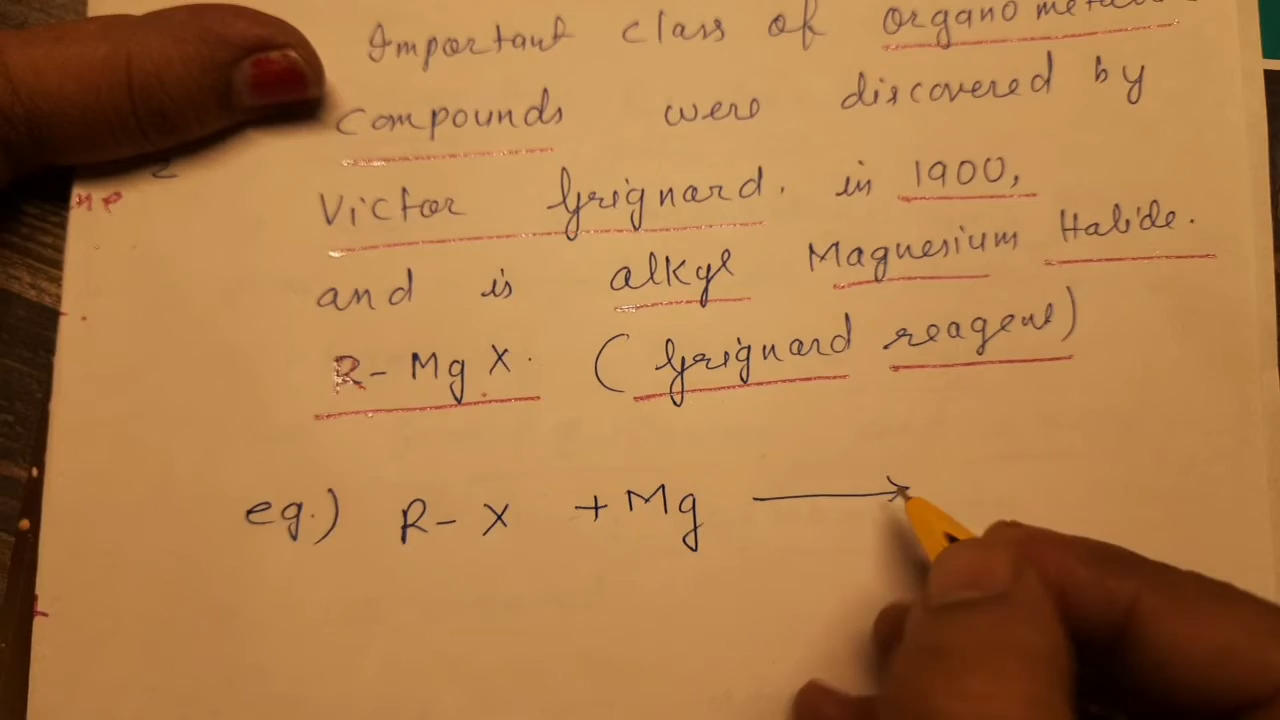 Important class of organo
compounds were discovered by
Victor Grignard. in 1900,
and is alkyl Magnesium Halide.
R-MgX. (Grignard reagent)
eg.) R-X + Mg →